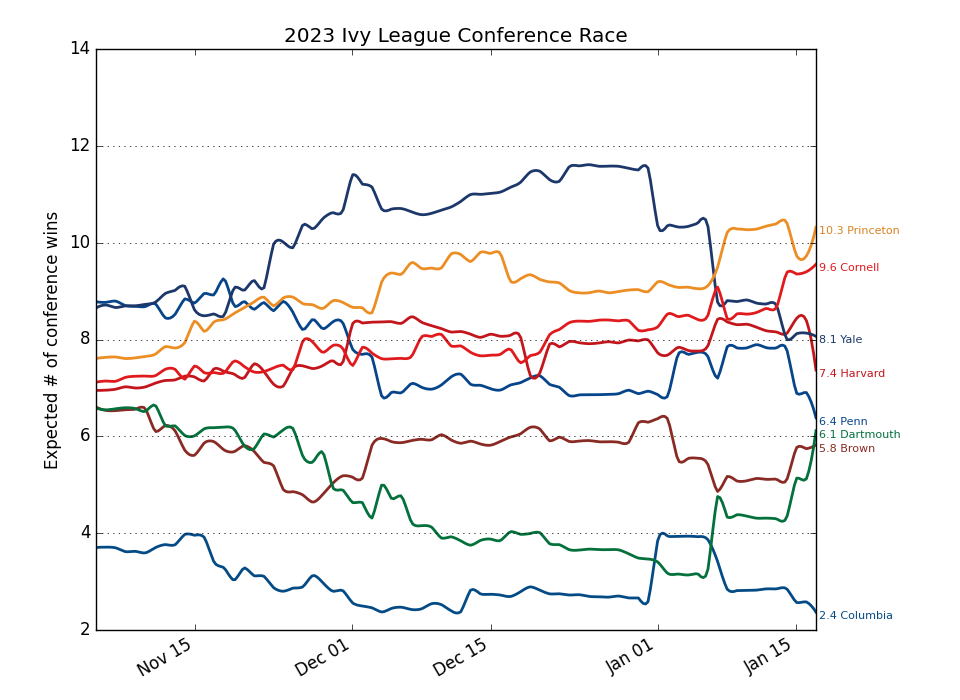 2023 Ivy League Conference Race
Expected # of conference wins
14
12
10
8
6
4
2
10.3 Princeton
9.6 Cornell
8.1 Yale
7.4 Harvard
6.4 Penn
6.1 Dartmouth
5.8 Brown
2.4 Columbia
Nov 15
Dec 01
Dec 15
Jan 01
Jan 15